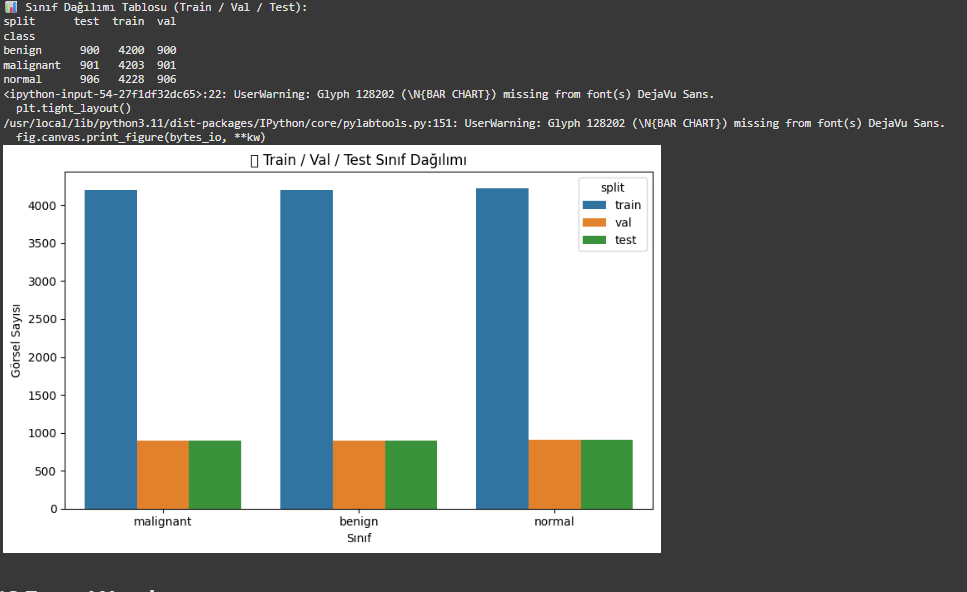 📊 Sınıf Dağılımı Tablosu (Train / Val / Test):
split test train val
class
benign 900 4200 900
malignant 901 4203 901
normal 906 4228 906
<ipython-input-54-27f1df32dc65>:22: UserWarning: Glyph 128202 (\N{BAR CHART}) missing from font(s) DejaVu Sans.
plt.tight_layout()
/usr/local/lib/python3.11/dist-packages/IPython/core/pylabtools.py:151: UserWarning: Glyph 128202 (\N{BAR CHART}) missing from font(s) DejaVu Sans.
fig.canvas.print_figure(bytes_io, **kw)
▯ Train / Val / Test Sınıf Dağılımı
split
train
val
test
Görsel Sayısı
4000
3500
3000
2500
2000
1500
1000
500
0
malignant benign normal
Sınıf